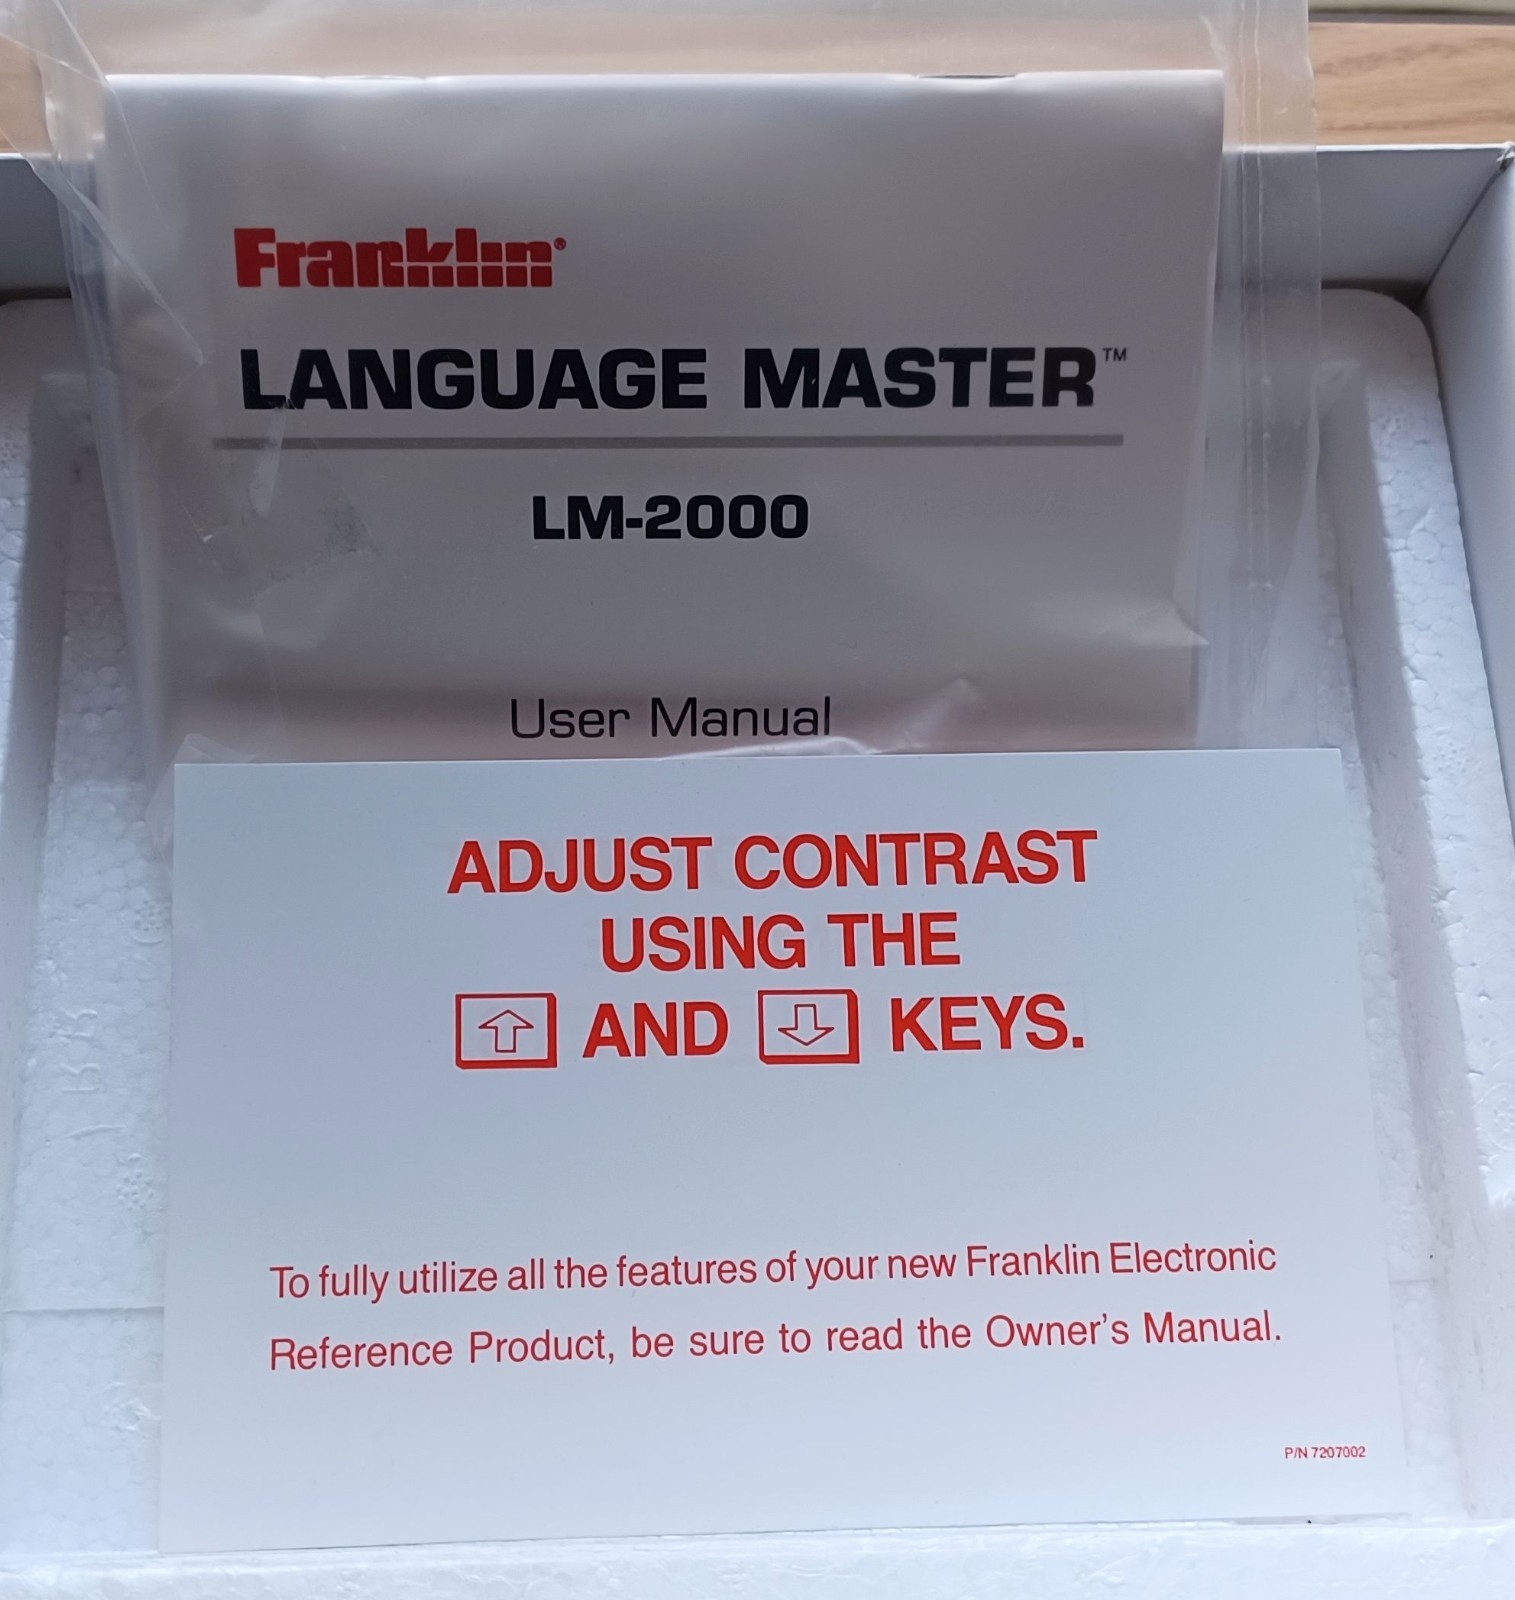 Franklin®
LANGUAGE MASTER™
LM-2000
User Manual
ADJUST CONTRAST
USING THE
⇧ AND ⇩ KEYS.
To fully utilize all the features of your new Franklin Electronic
Reference Product, be sure to read the Owner's Manual.
P/N 7207002